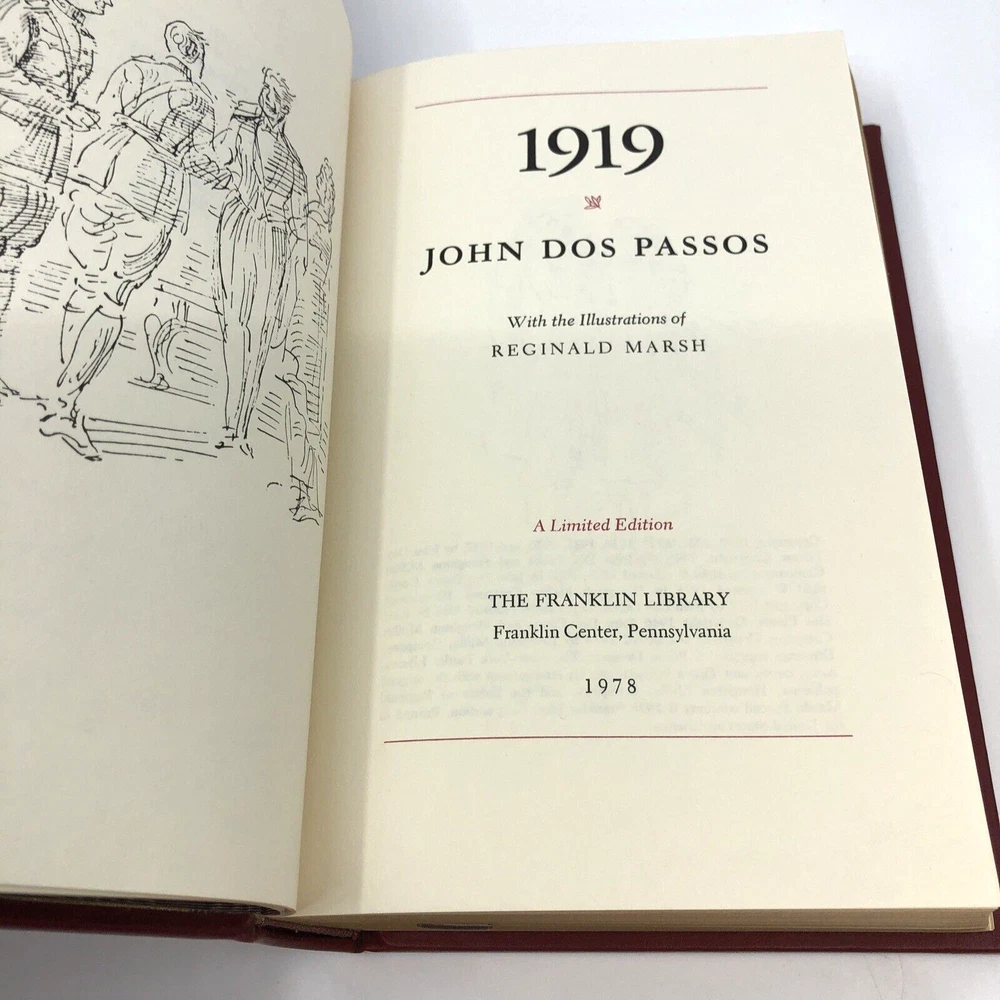 1919
JOHN DOS PASSOS
With the Illustrations of
REGINALD MARSH
A Limited Edition
THE FRANKLIN LIBRARY
Franklin Center, Pennsylvania
1978